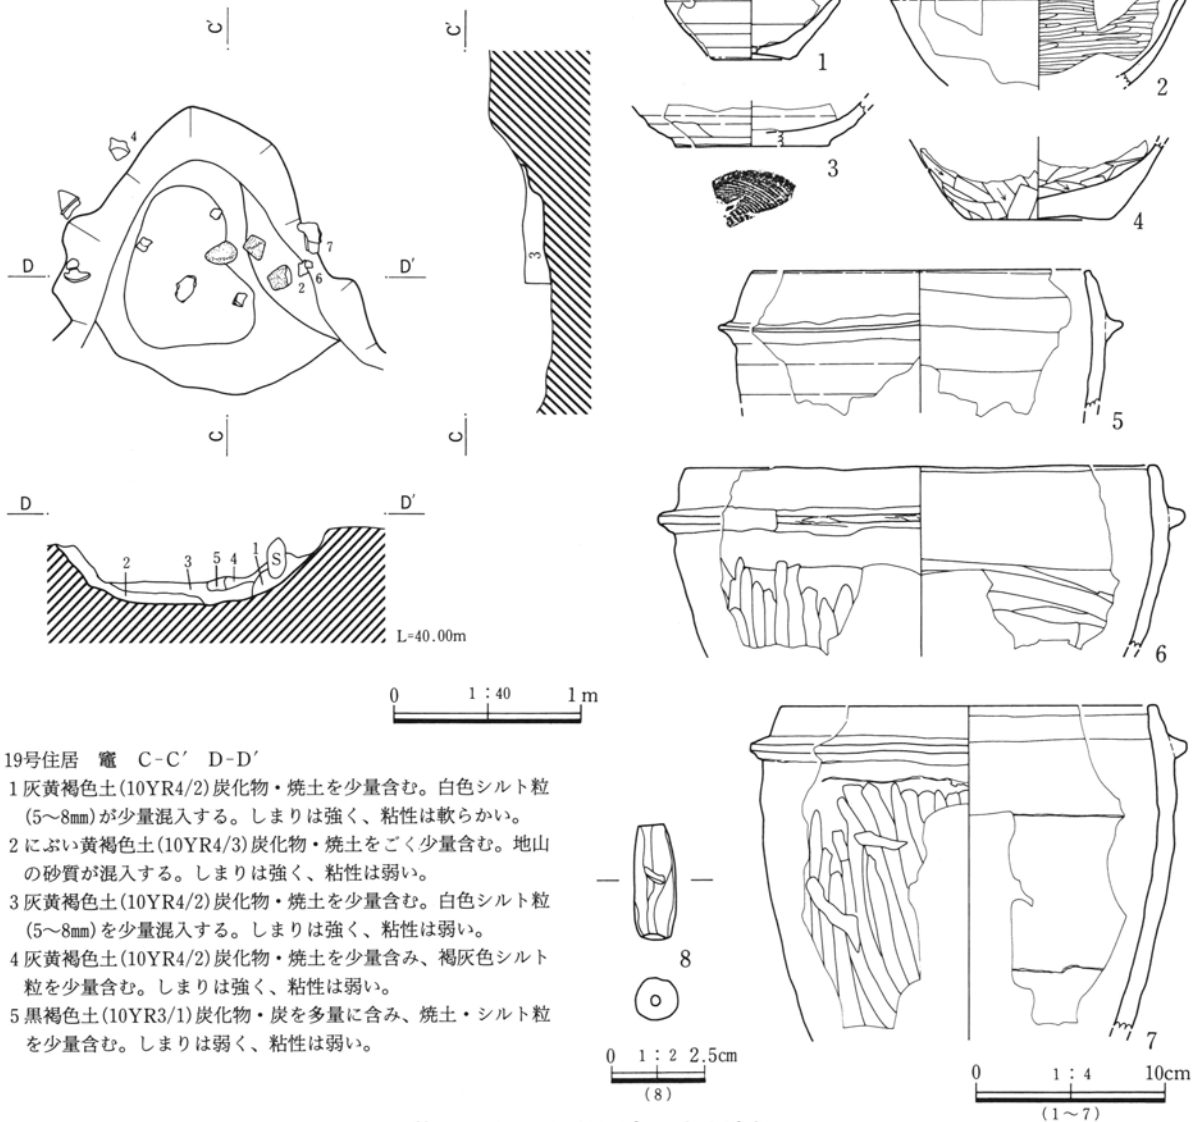 C C'
C C'
4
7
6
2
D D'
3
C C'
C C'
D D'
2 3 5 4 1 S
L=40.00m
0 1:40 1m
19号住居 竈 C-C′ D-D′
1 灰黄褐色土(10YR4/2)炭化物・焼土を少量含む。白色シルト粒
(5〜8㎜)が少量混入する。しまりは強く、粘性は軟らかい。
2 にぶい黄褐色土(10YR4/3)炭化物・焼土をごく少量含む。地山
の砂質が混入する。しまりは強く、粘性は弱い。
3 灰黄褐色土(10YR4/2)炭化物・焼土を少量含む。白色シルト粒
(5〜8㎜)を少量混入する。しまりは強く、粘性は弱い。
4 灰黄褐色土(10YR4/2)炭化物・焼土を少量含み、褐灰色シルト
粒を少量含む。しまりは強く、粘性は弱い。
5 黒褐色土(10YR3/1)炭化物・炭を多量に含み、焼土・シルト粒
を少量含む。しまりは弱く、粘性は弱い。
1
2
3
4
5
6
7
8
0 1:2 2.5cm
(8)
0 1:4 10cm
(1〜7)